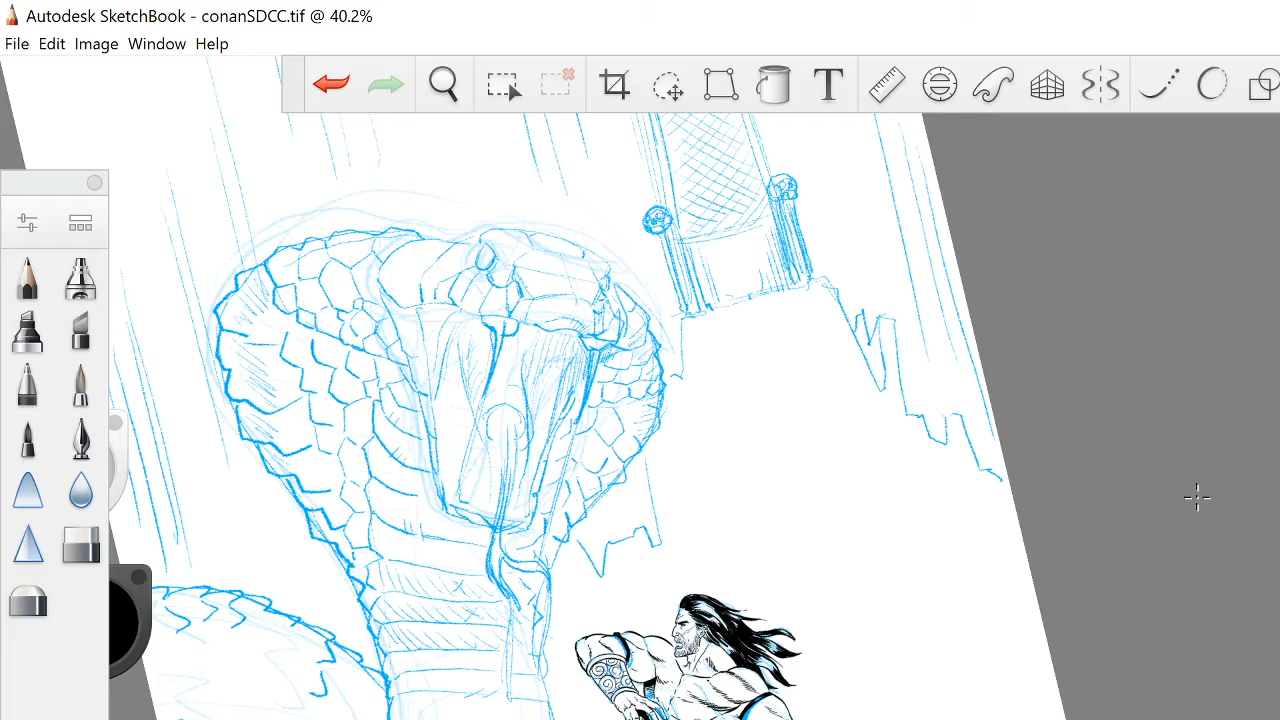 Autodesk SketchBook - conanSDCC.tif @ 40.2%
File Edit Image Window Help
T